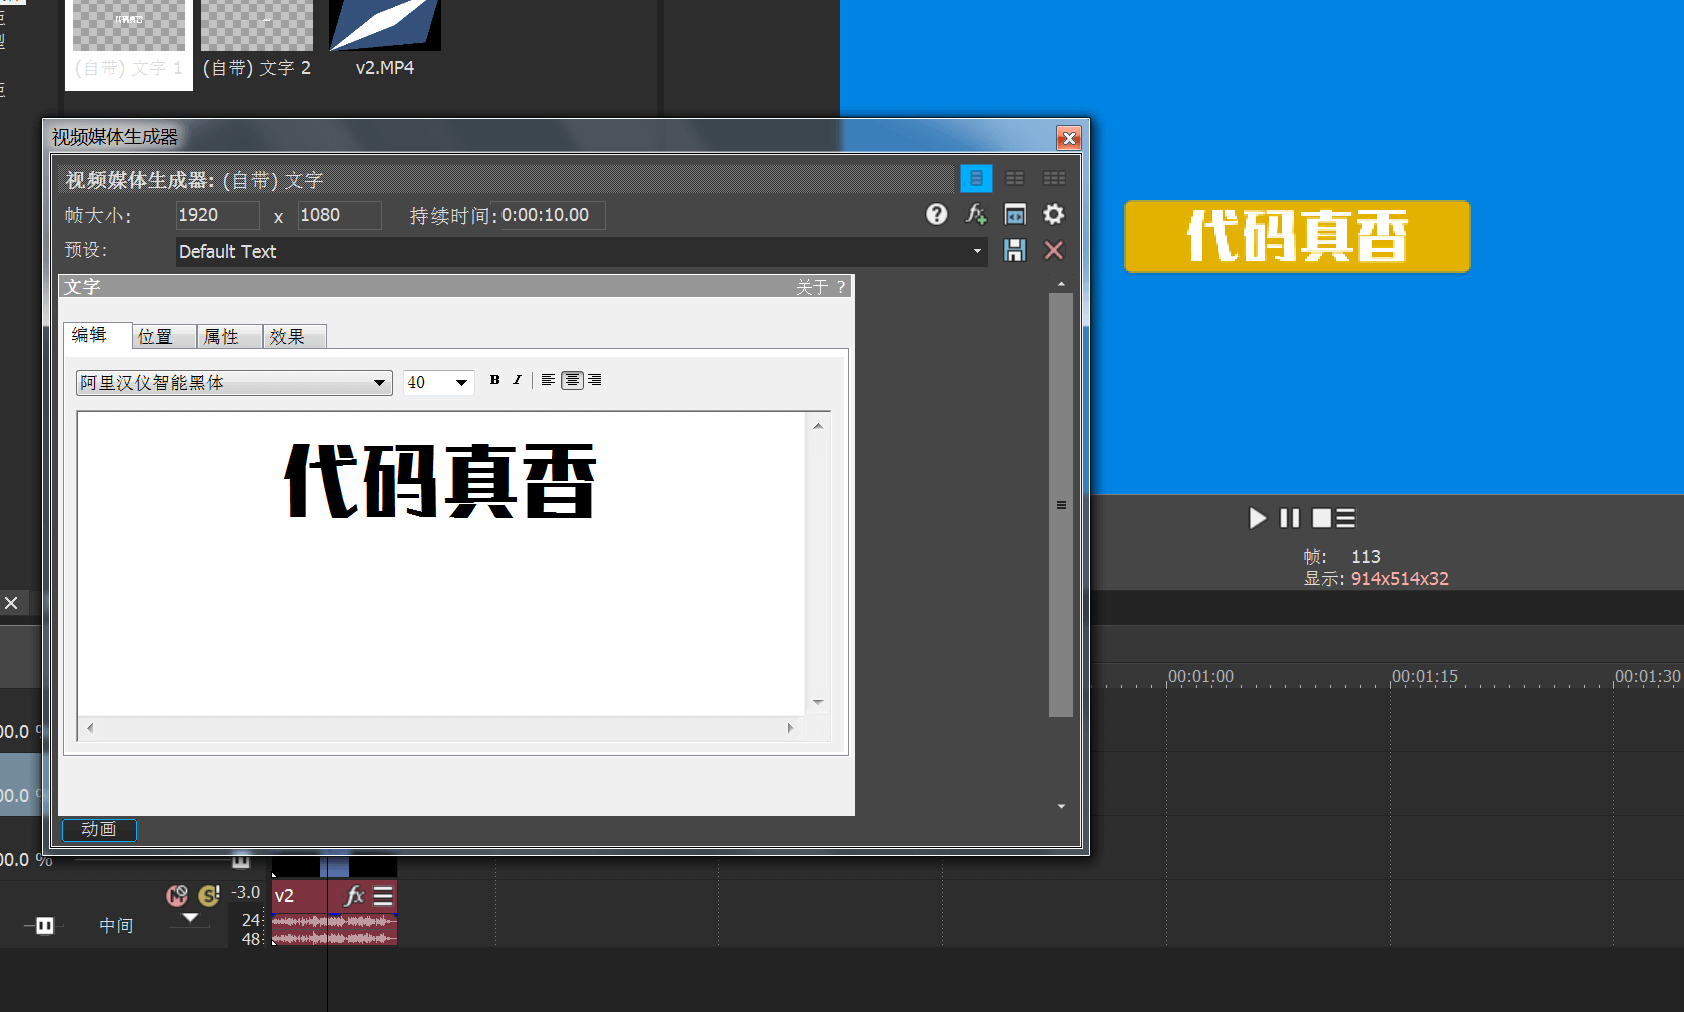 代码真香
(自带) 文字 1
(自带) 文字 2
v2.MP4
视频媒体生成器
视频媒体生成器: (自带) 文字
帧大小:
1920 x 1080
持续时间: 0:00:10.00
预设:
Default Text
文字
关于 ?
编辑
位置
属性
效果
阿里汉仪智能黑体
40
B I
代码真香
动画
代码真香
帧: 113
显示: 914x514x32
00:01:00
00:01:15
00:01:30
00.0 %
00.0 %
00.0 %
-3.0
v2
fx
中间
24
48